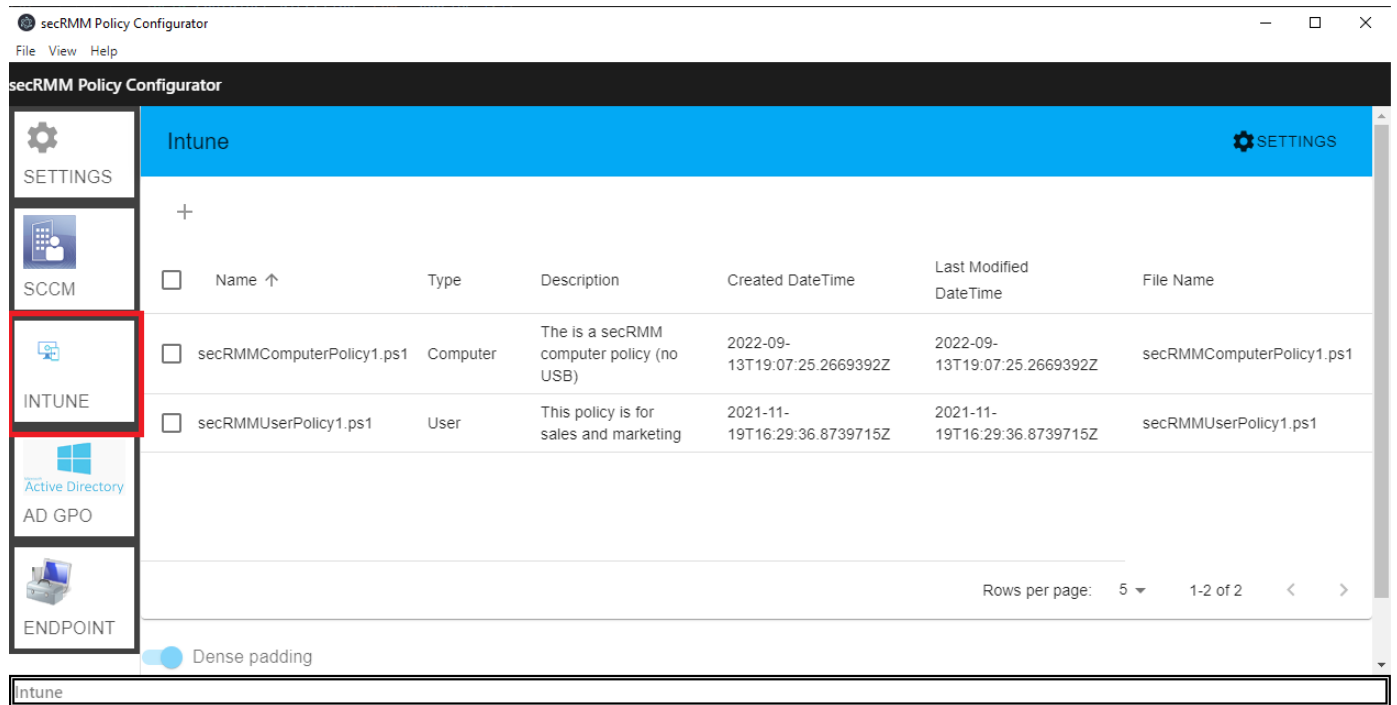 secRMM Policy Configurator
File View Help
secRMM Policy Configurator
SETTINGS
SCCM
INTUNE
Active Directory
AD GPO
ENDPOINT
Intune
SETTINGS
+
Name ↑ Type Description Created DateTime Last Modified DateTime File Name
secRMMComputerPolicy1.ps1 Computer The is a secRMM computer policy (no USB) 2022-09-13T19:07:25.2669392Z 2022-09-13T19:07:25.2669392Z secRMMComputerPolicy1.ps1
secRMMUserPolicy1.ps1 User This policy is for sales and marketing 2021-11-19T16:29:36.8739715Z 2021-11-19T16:29:36.8739715Z secRMMUserPolicy1.ps1
Rows per page: 5 1-2 of 2 < >
Dense padding
Intune